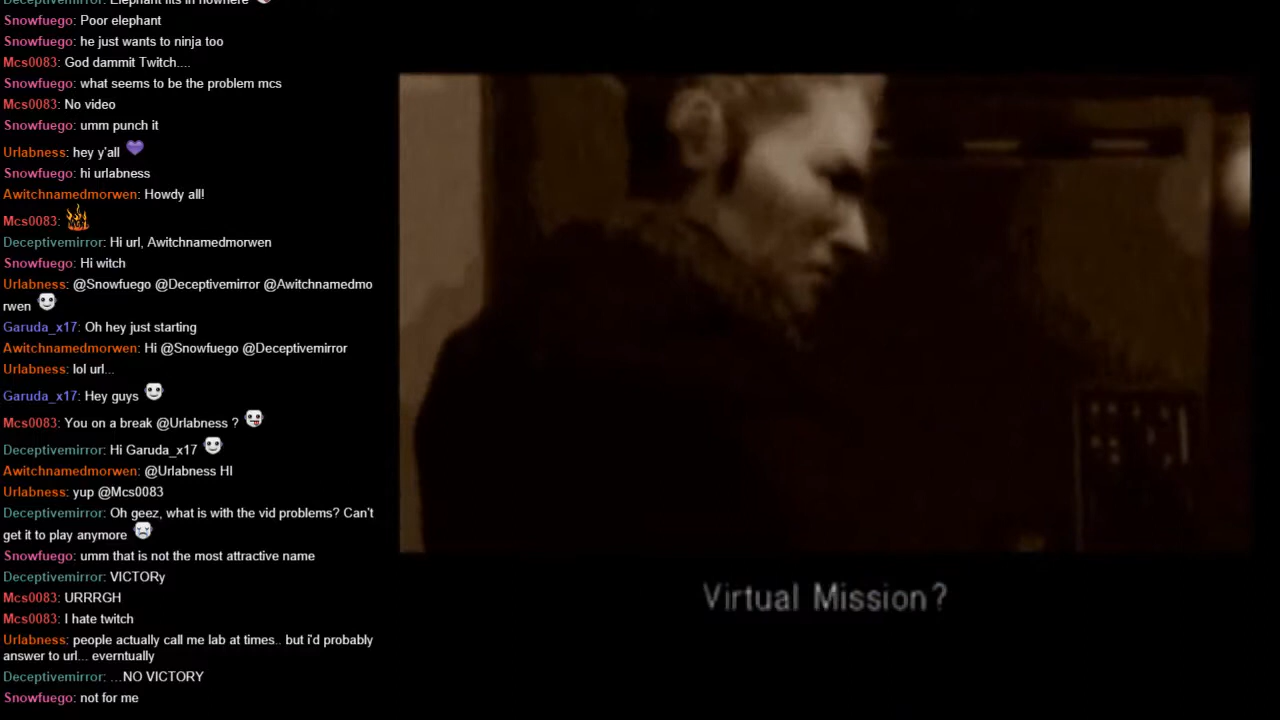 Deceptivemirror: Elephant fits in nowhere
Snowfuego: Poor elephant
Snowfuego: he just wants to ninja too
Mcs0083: God dammit Twitch....
Snowfuego: what seems to be the problem mcs
Mcs0083: No video
Snowfuego: umm punch it
Urlabness: hey y'all
Snowfuego: hi urlabness
Awitchnamedmorwen: Howdy all!
Mcs0083:
Deceptivemirror: Hi url, Awitchnamedmorwen
Snowfuego: Hi witch
Urlabness: @Snowfuego @Deceptivemirror @Awitchnamedmo
rwen
Garuda_x17: Oh hey just starting
Awitchnamedmorwen: Hi @Snowfuego @Deceptivemirror
Urlabness: lol url...
Garuda_x17: Hey guys
Mcs0083: You on a break @Urlabness ?
Deceptivemirror: Hi Garuda_x17
Awitchnamedmorwen: @Urlabness HI
Urlabness: yup @Mcs0083
Deceptivemirror: Oh geez, what is with the vid problems? Can't
get it to play anymore
Snowfuego: umm that is not the most attractive name
Deceptivemirror: VICTORy
Mcs0083: URRRGH
Mcs0083: I hate twitch
Urlabness: people actually call me lab at times.. but i'd probably
answer to url... everntually
Deceptivemirror: ...NO VICTORY
Snowfuego: not for me
Virtual Mission?